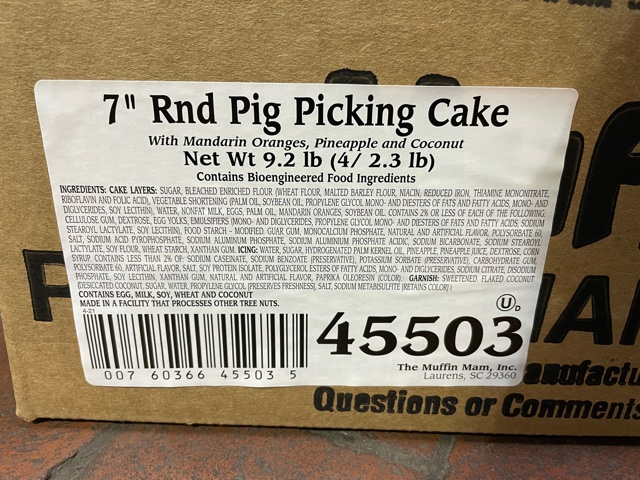 7" Rnd Pig Picking Cake
With Mandarin Oranges, Pineapple and Coconut
Net Wt 9.2 lb (4/ 2.3 lb)
Contains Bioengineered Food Ingredients
INGREDIENTS: CAKE LAYERS: SUGAR, BLEACHED ENRICHED FLOUR (WHEAT FLOUR, MALTED BARLEY FLOUR, NIACIN, REDUCED IRON, THIAMINE MONONITRATE,
RIBOFLAVIN AND FOLIC ACID), VEGETABLE SHORTENING (PALM OIL, SOYBEAN OIL, PROPYLENE GLYCOL MONO- AND DIESTERS OF FATS AND FATTY ACIDS, MONO- AND
DIGLYCERIDES, SOY LECITHIN), WATER, NONFAT MILK, EGGS, PALM OIL, MANDARIN ORANGES, SOYBEAN OIL. CONTAINS 2% OR LESS OF EACH OF THE FOLLOWING:
CELLULOSE GUM, DEXTROSE, EGG YOLKS, EMULSIFIERS (MONO- AND DIGLYCERIDES, PROPYLENE GLYCOL MONO- AND DIESTERS OF FATS AND FATTY ACIDS, SODIUM
STEAROYL LACTYLATE, SOY LECITHIN), FOOD STARCH – MODIFIED, GUAR GUM, MONOCALCIUM PHOSPHATE, NATURAL AND ARTIFICIAL FLAVOR, POLYSORBATE 60,
SALT, SODIUM ACID PYROPHOSPHATE, SODIUM ALUMINUM PHOSPHATE, SODIUM ALUMINUM PHOSPHATE ACIDIC, SODIUM BICARBONATE, SODIUM STEAROYL
LACTYLATE, SOY FLOUR, WHEAT STARCH, XANTHAN GUM. ICING: WATER, SUGAR, HYDROGENATED PALM KERNEL OIL, PINEAPPLE, PINEAPPLE JUICE, DEXTROSE, CORN
SYRUP. CONTAINS LESS THAN 2% OF: SODIUM CASEINATE, SODIUM BENZOATE (PRESERVATIVE), POTASSIUM SORBATE (PRESERVATIVE), CARBOHYDRATE GUM,
POLYSORBATE 60, ARTIFICIAL FLAVOR, SALT, SOY PROTEIN ISOLATE, POLYGLYCEROL ESTERS OF FATTY ACIDS, MONO- AND DIGLYCERIDES, SODIUM CITRATE, DISODIUM
PHOSPHATE, SOY LECITHIN, XANTHAN GUM, NATURAL AND ARTIFICIAL FLAVOR, PAPRIKA OLEORESIN (COLOR). GARNISH: SWEETENED, FLAKED COCONUT
(DESICCATED COCONUT, SUGAR, WATER, PROPYLENE GLYCOL [PRESERVES FRESHNESS], SALT, SODIUM METABISULFITE [RETAINS COLOR])
CONTAINS EGG, MILK, SOY, WHEAT AND COCONUT
MADE IN A FACILITY THAT PROCESSES OTHER TREE NUTS.
4-21
U D
45503
The Muffin Mam, Inc.
Laurens, SC 29360
0 07 60366 45503 5
Questions or Comments